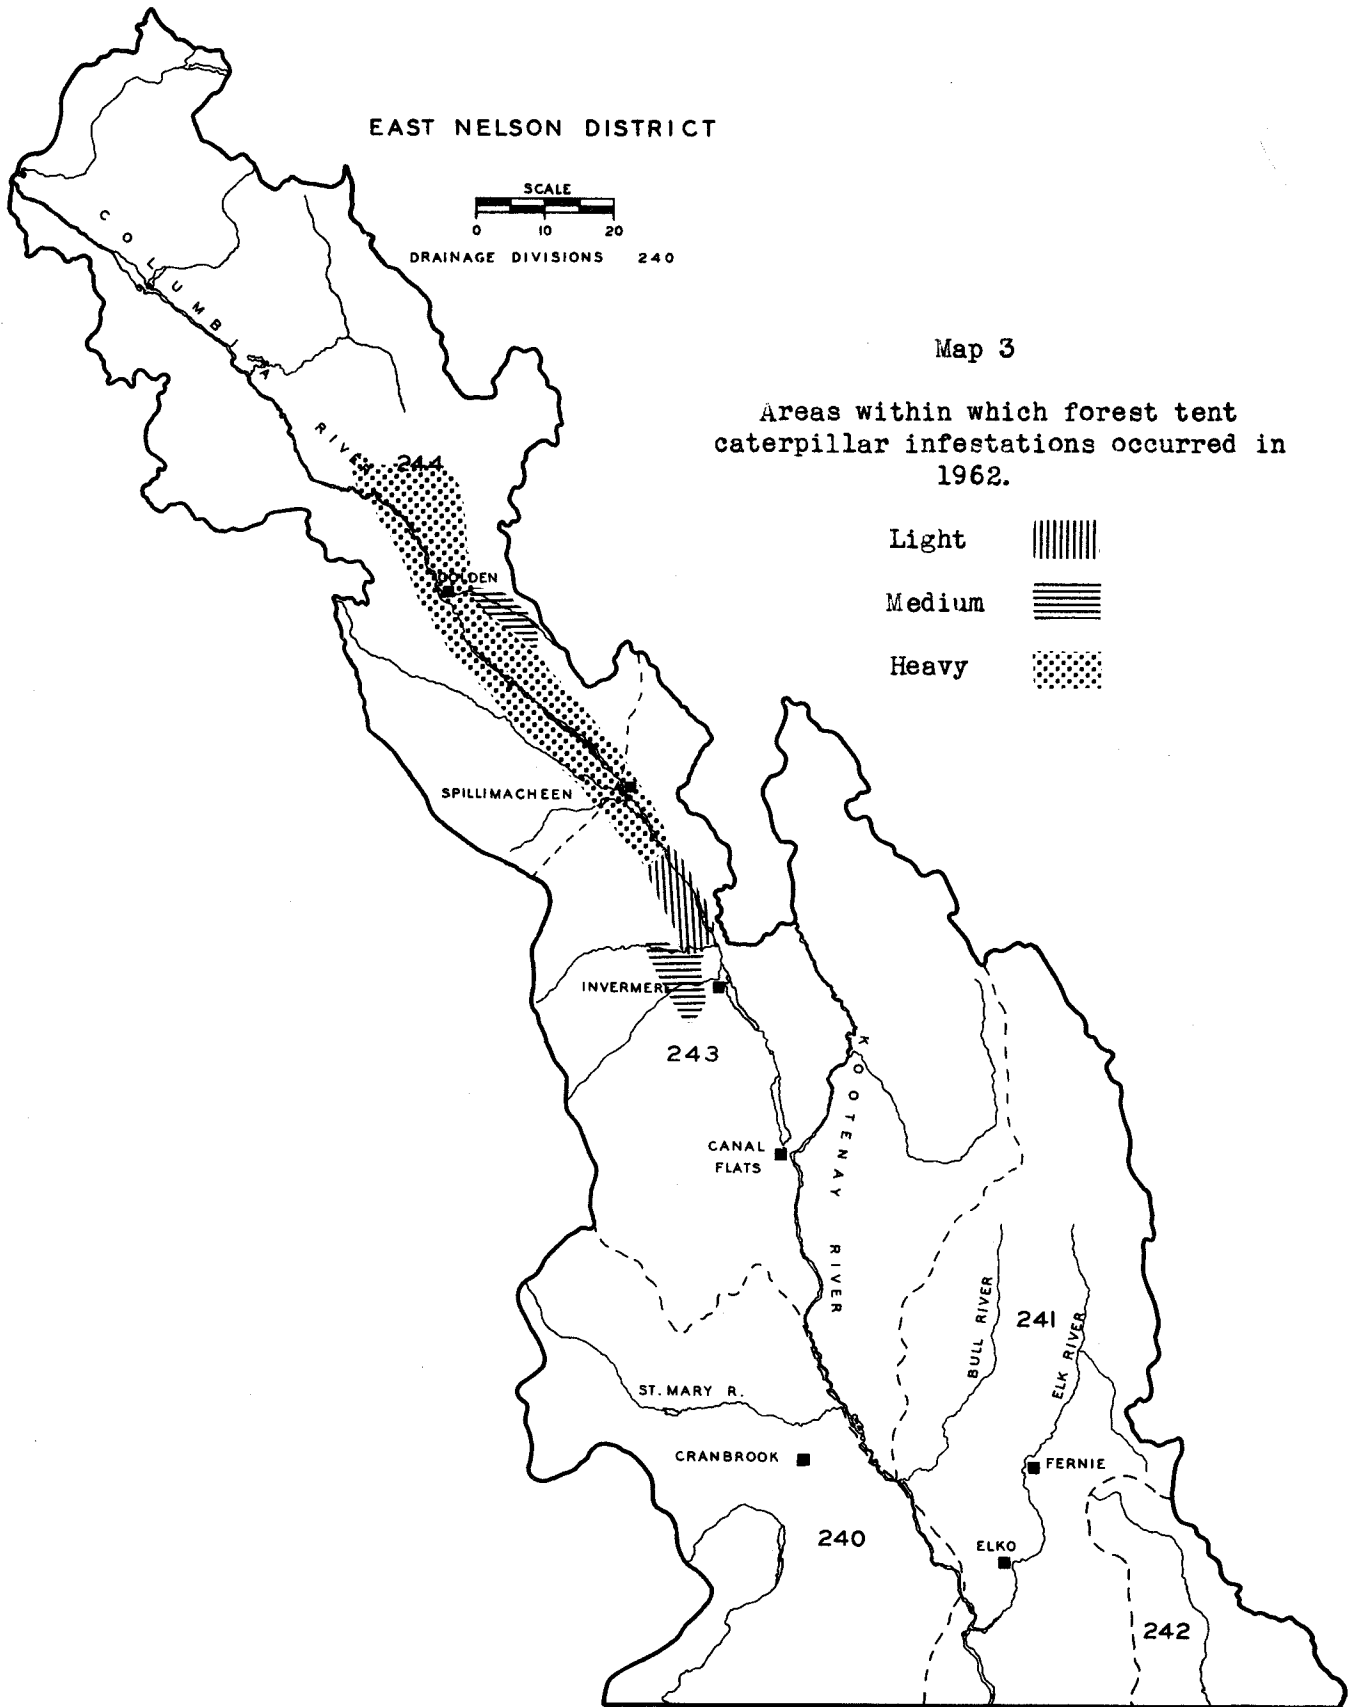 EAST NELSON DISTRICT
SCALE
0 10 20
DRAINAGE DIVISIONS 240
Map 3
Areas within which forest tent
caterpillar infestations occurred in
1962.
Light
Medium
Heavy
COLUMBIA
RIVER
244
GOLDEN
SPILLIMACHEEN
INVERMERE
243
CANAL
FLATS
KOOTENAY RIVER
BULL RIVER
241
ELK RIVER
ST. MARY R.
CRANBROOK
FERNIE
240
ELKO
242